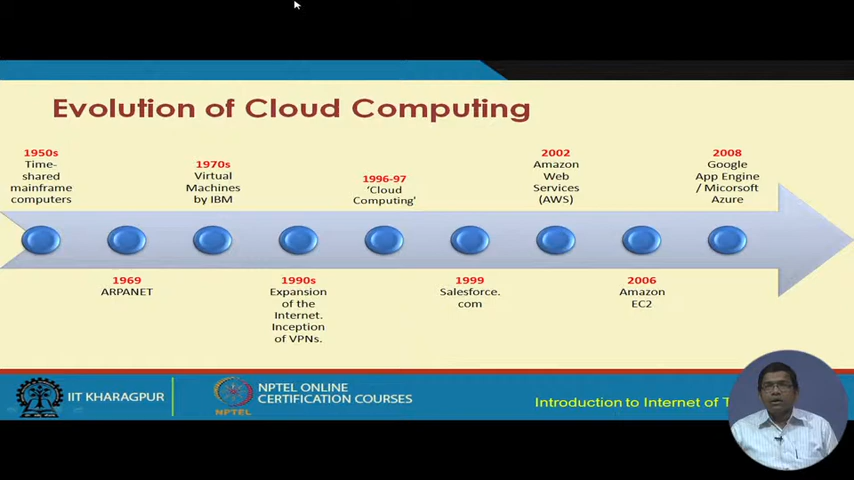 Evolution of Cloud Computing
1950s
Time-
shared
mainframe
computers
1969
ARPANET
1970s
Virtual
Machines
by IBM
1990s
Expansion
of the
Internet.
Inception
of VPNs.
1996-97
‘Cloud
Computing’
1999
Salesforce.
com
2002
Amazon
Web
Services
(AWS)
2006
Amazon
EC2
2008
Google
App Engine
/ Micorsoft
Azure
IIT KHARAGPUR
NPTEL
NPTEL ONLINE
CERTIFICATION COURSES
Introduction to Internet of T